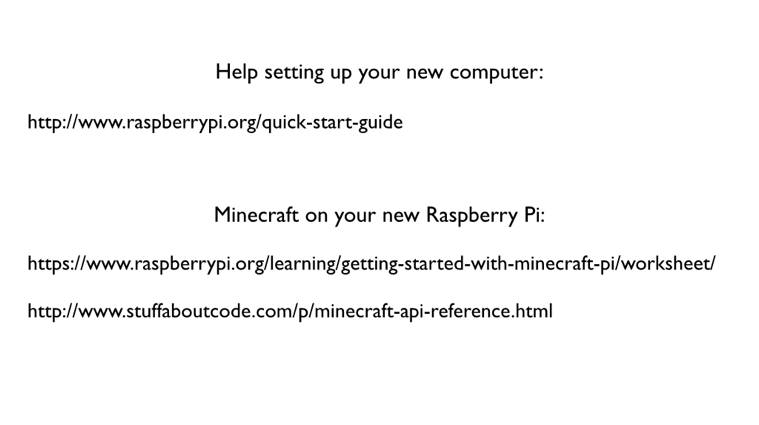 Help setting up your new computer:
http://www.raspberrypi.org/quick-start-guide
Minecraft on your new Raspberry Pi:
https://www.raspberrypi.org/learning/getting-started-with-minecraft-pi/worksheet/
http://www.stuffaboutcode.com/p/minecraft-api-reference.html